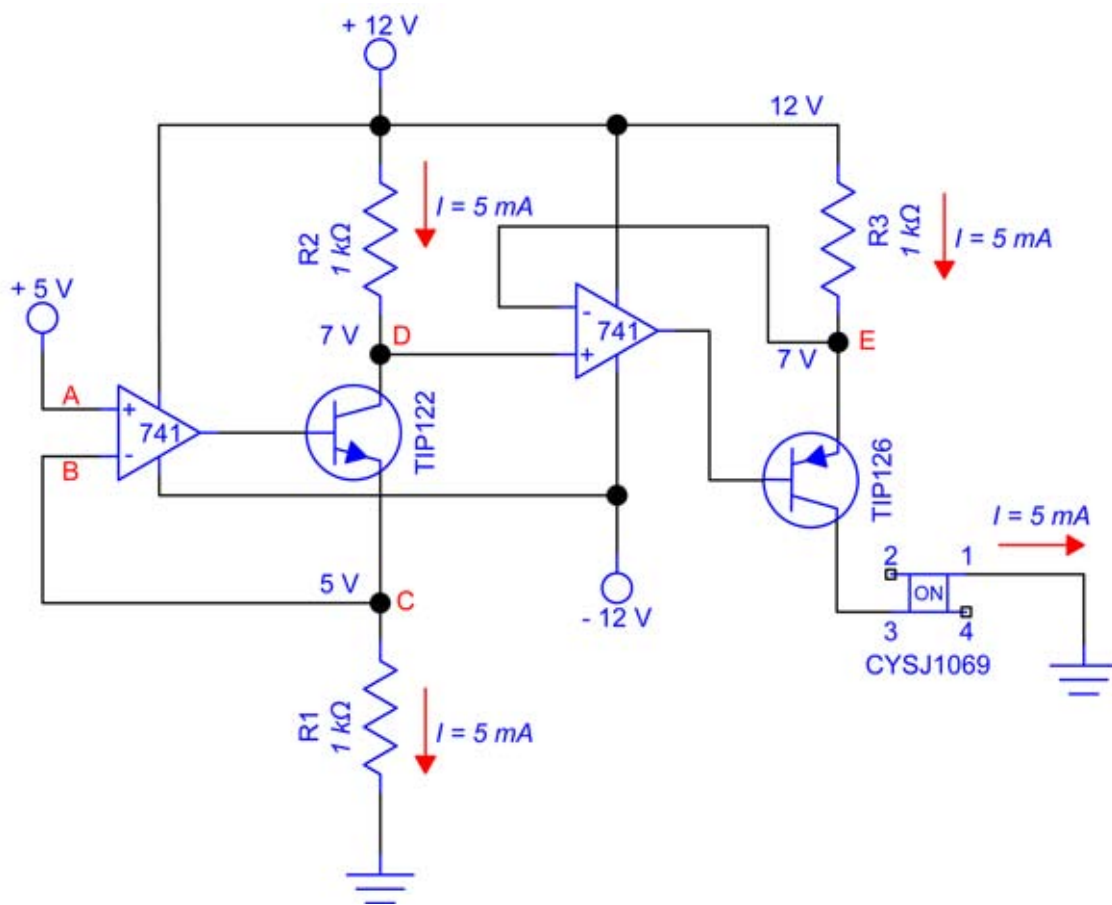 + 12 V
12 V
R2
1 kΩ
I = 5 mA
R3
1 kΩ
I = 5 mA
+ 5 V
-
741
+
7 V
D
7 V
E
A
+
741
-
B
TIP122
TIP126
I = 5 mA
2
1
ON
3
4
CYSJ1069
5 V
C
- 12 V
R1
1 kΩ
I = 5 mA